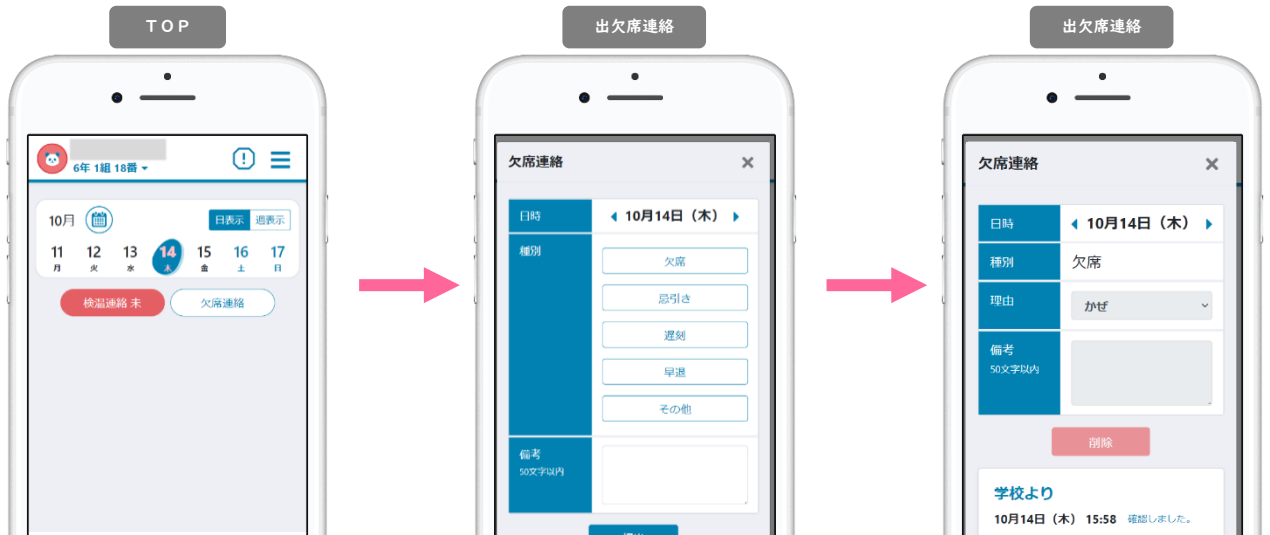 TOP
6年 1組 18番
10月
日表示 週表示
11 12 13 14 15 16 17
月 火 水 木 金 土 日
検温連絡 未 欠席連絡
出欠席連絡
欠席連絡
日時 10月14日（木）
種別
欠席
忌引き
遅刻
早退
その他
備考
50文字以内
出欠席連絡
欠席連絡
日時 10月14日（木）
種別 欠席
理由 かぜ
備考
50文字以内
削除
学校より
10月14日（木） 15:58 確認しました。